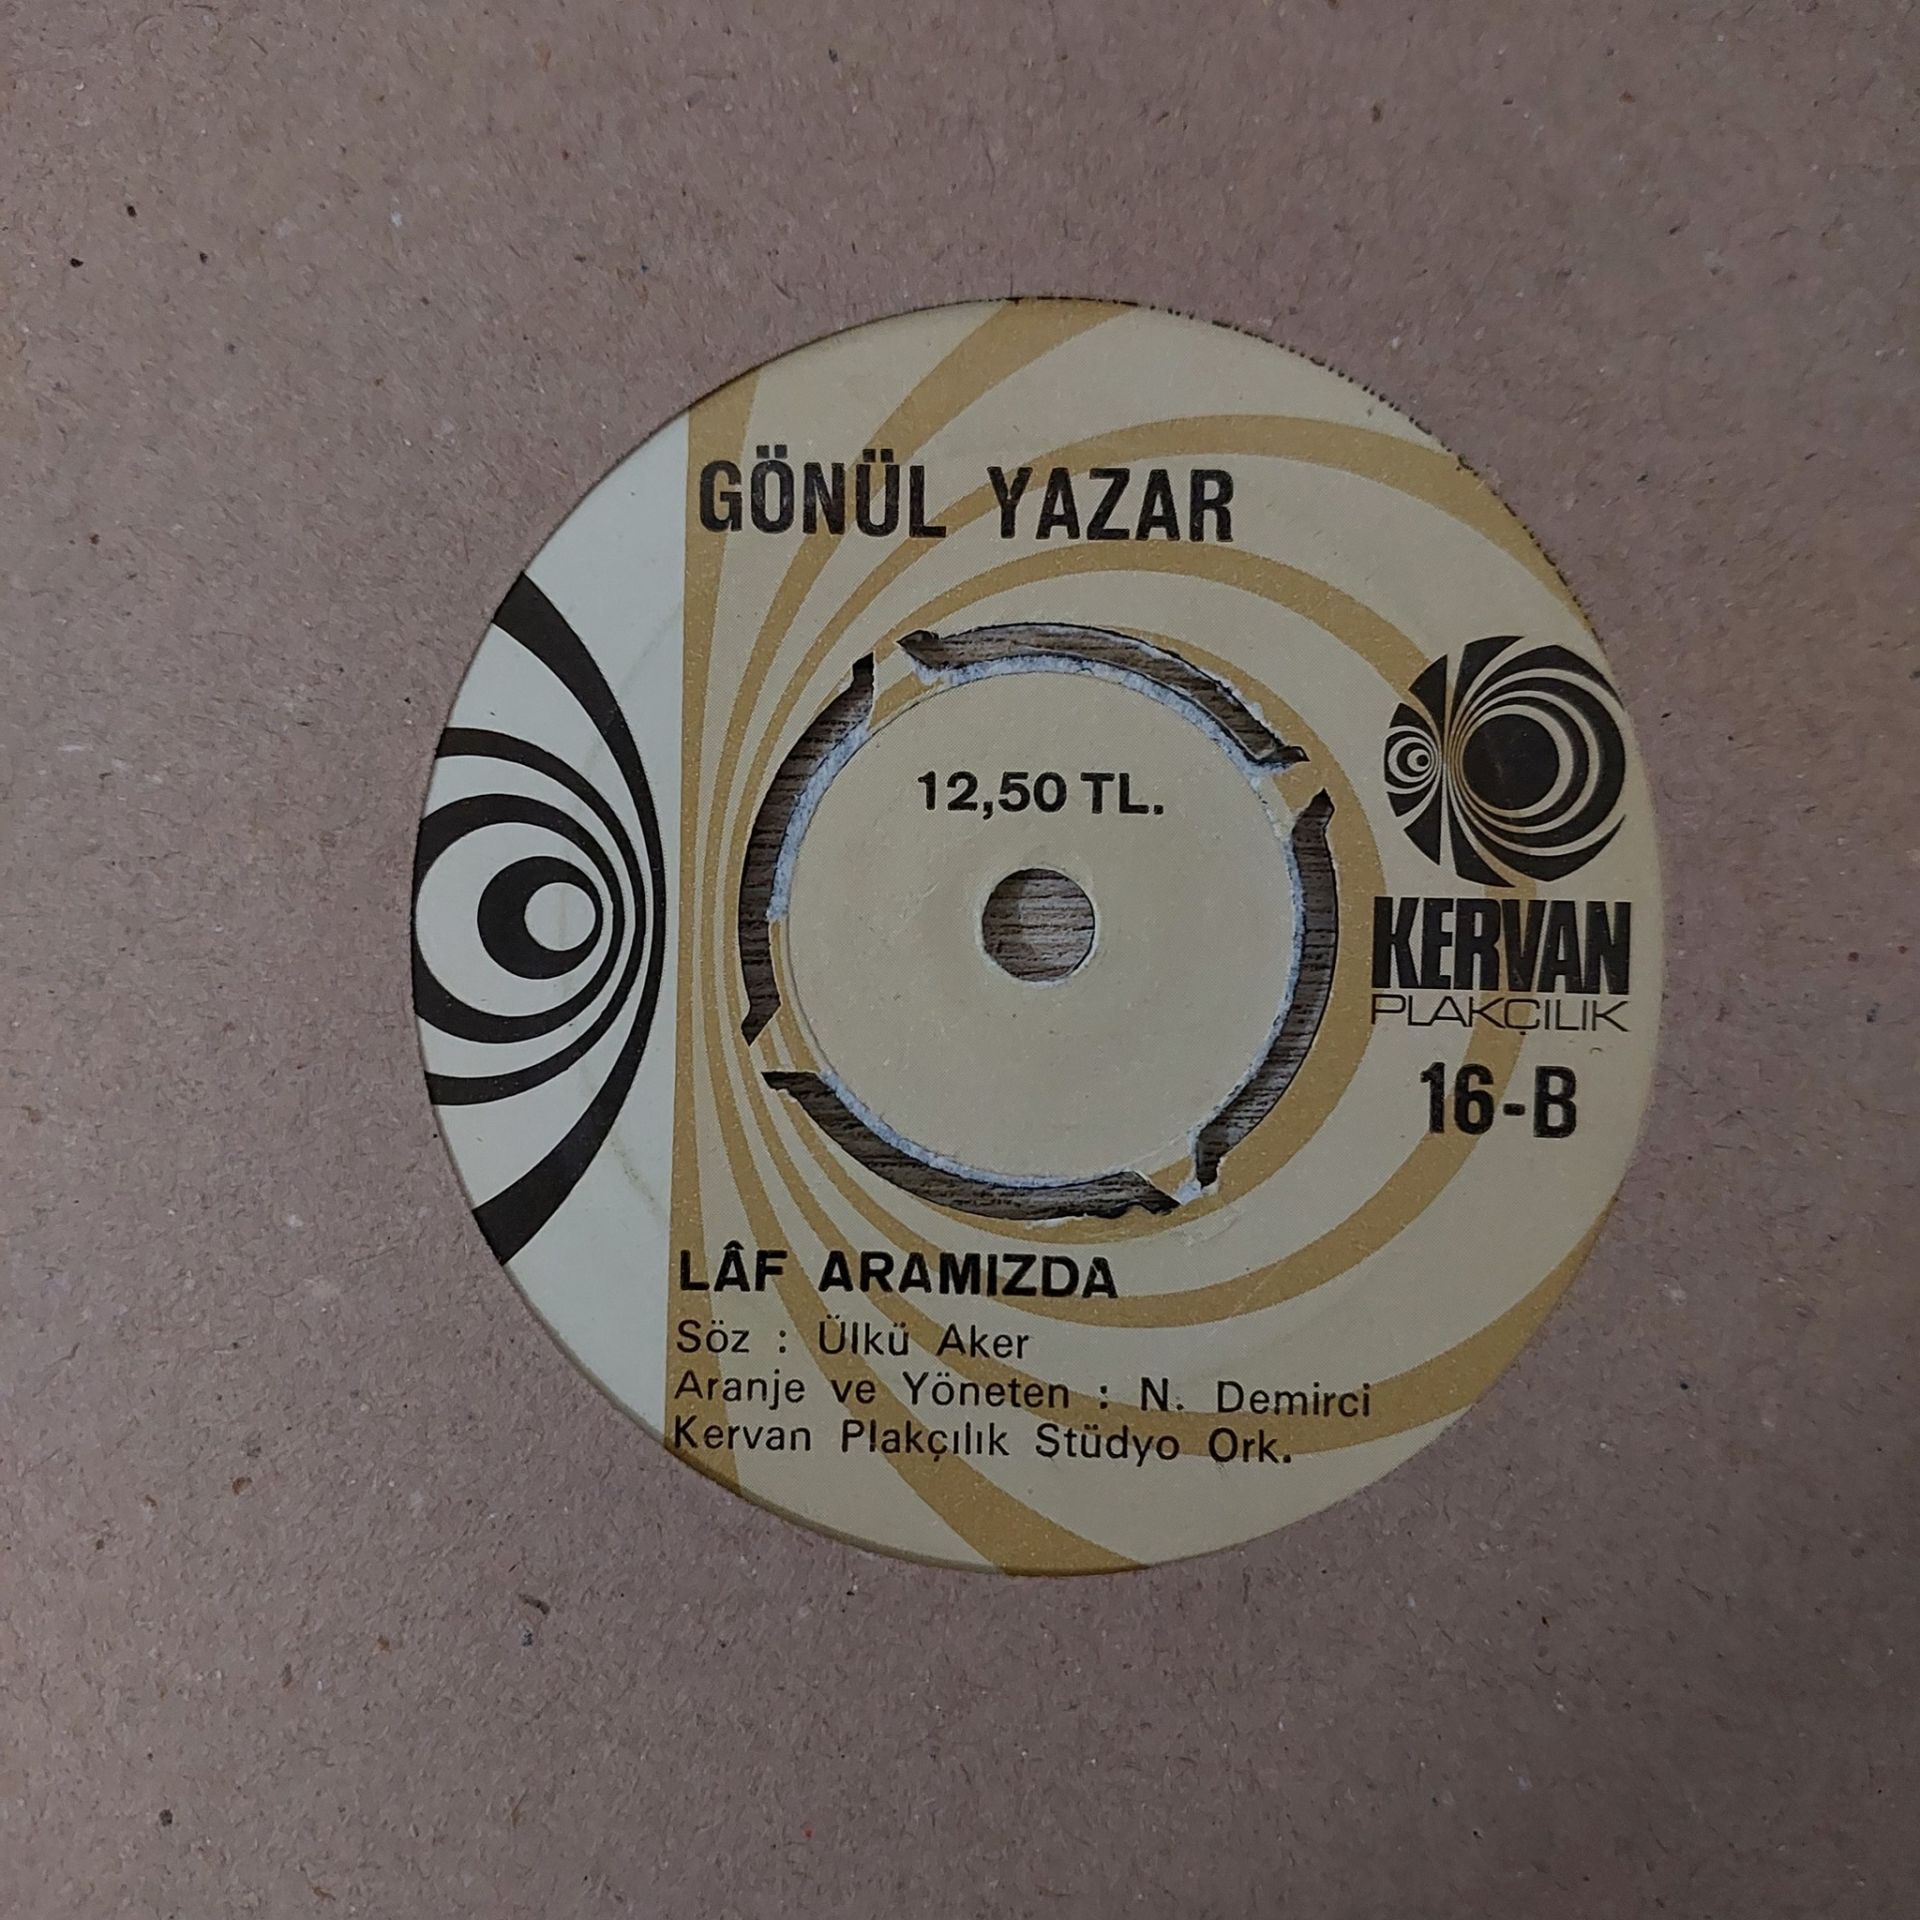 GÖNÜL YAZAR
12,50 TL.
KERVAN
PLAKÇILIK
16-B
LÂF ARAMIZDA
Söz : Ülkü Aker
Aranje ve Yöneten : N. Demirci
Kervan Plakçılık Stüdyo Ork.